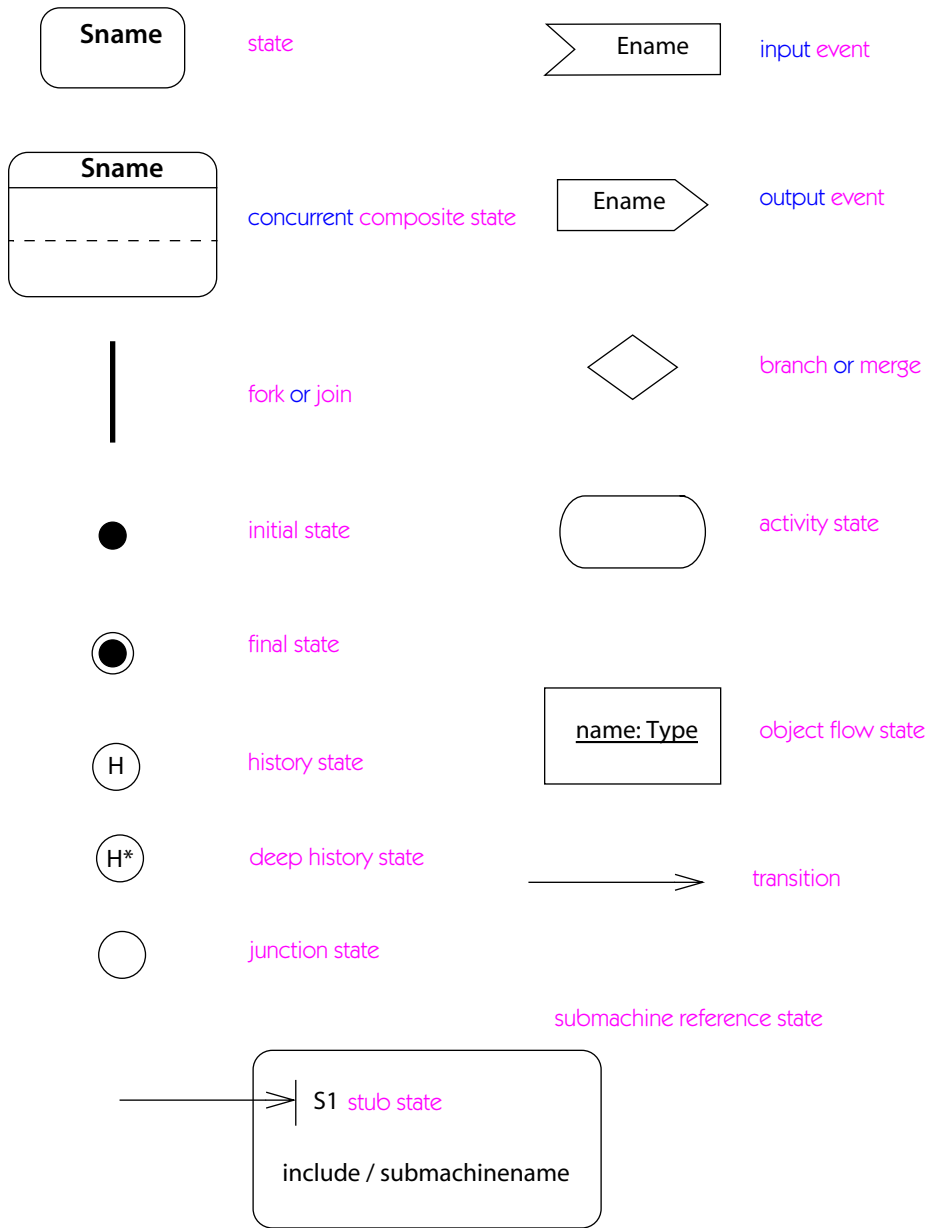 Sname
state
Ename
input event
Sname
concurrent composite state
Ename
output event
fork or join
branch or merge
initial state
activity state
final state
name: Type
object flow state
H
history state
H*
deep history state
transition
junction state
submachine reference state
S1 stub state
include / submachinename